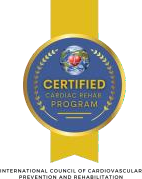 CERTIFIED
CARDIAC REHAB
PROGRAM
INTERNATIONAL COUNCIL OF CARDIOVASCULAR
PREVENTION AND REHABILITATION